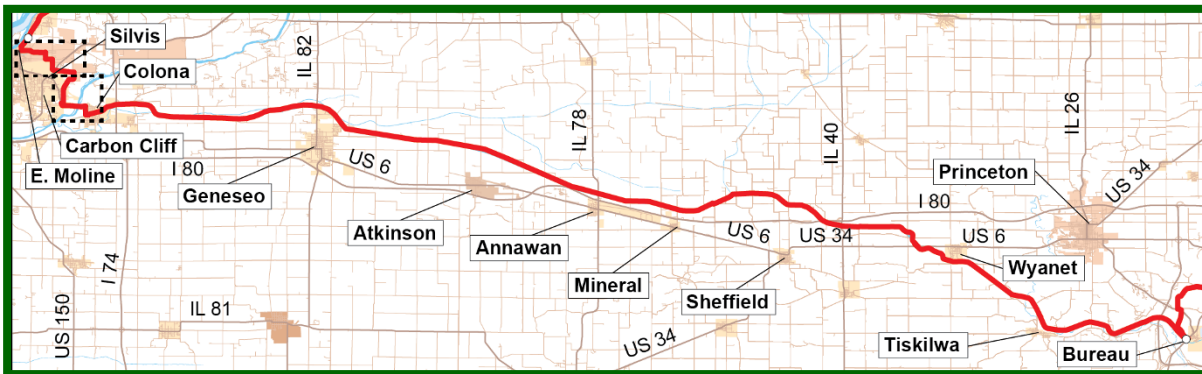 Silvis
Colona
Carbon Cliff
E. Moline
IL 82
I 80
US 6
Geneseo
IL 78
IL 40
IL 26
Princeton
US 34
Atkinson
Annawan
Mineral
US 6
US 34
I 80
US 6
Wyanet
Sheffield
US 150
I 74
IL 81
US 34
Tiskilwa
Bureau